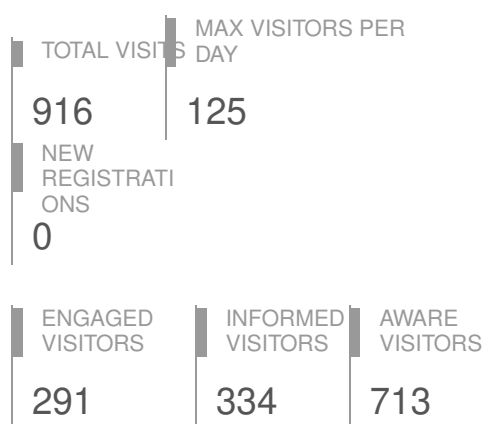 TOTAL VISITS
MAX VISITORS PER
DAY
916
125
NEW
REGISTRATI
ONS
0
ENGAGED
VISITORS
INFORMED
VISITORS
AWARE
VISITORS
291
334
713